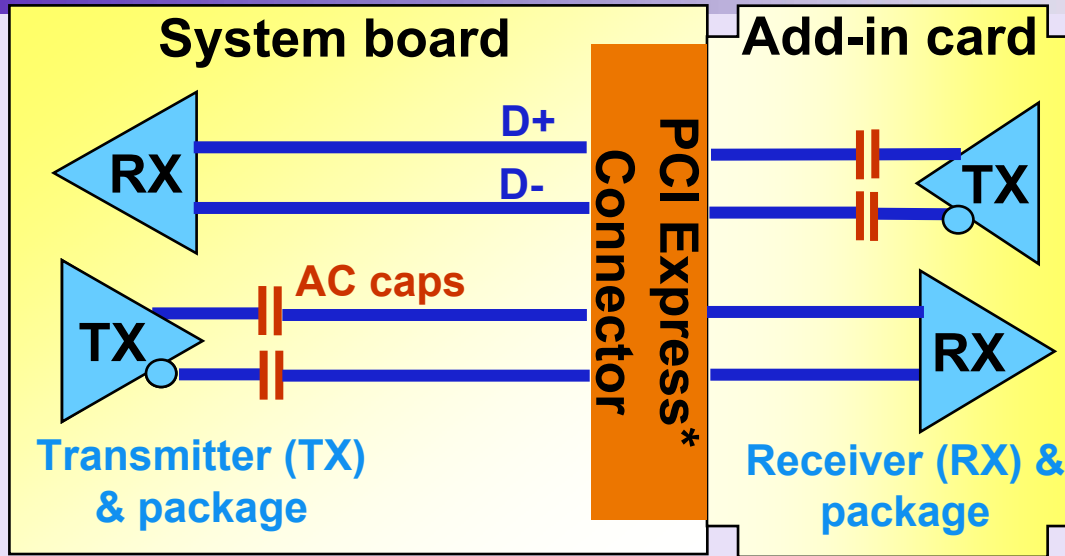 System board
Add-in card
D+
RX
D-
TX
PCI Express*
Connector
AC caps
TX
RX
Transmitter (TX)
& package
Receiver (RX) &
package